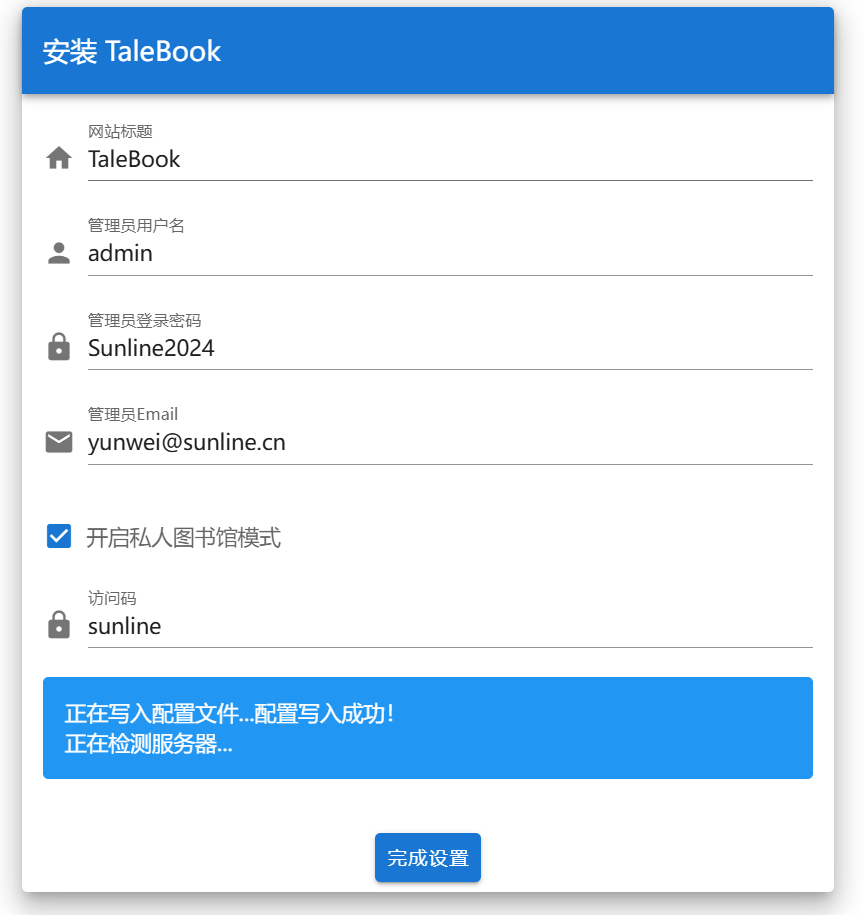 安装 TaleBook
网站标题
TaleBook
管理员用户名
admin
管理员登录密码
Sunline2024
管理员Email
yunwei@sunline.cn
开启私人图书馆模式
访问码
sunline
正在写入配置文件...配置写入成功!
正在检测服务器...
完成设置